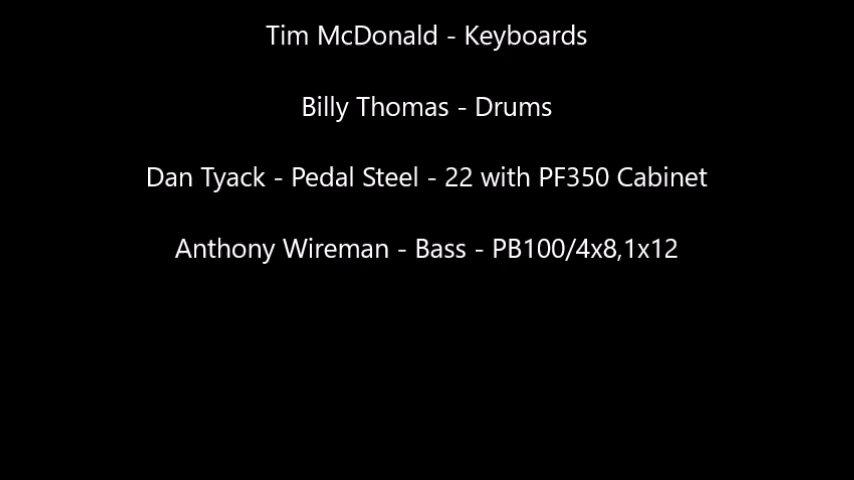 Tim McDonald - Keyboards
Billy Thomas - Drums
Dan Tyack - Pedal Steel - 22 with PF350 Cabinet
Anthony Wireman - Bass - PB100/4x8,1x12